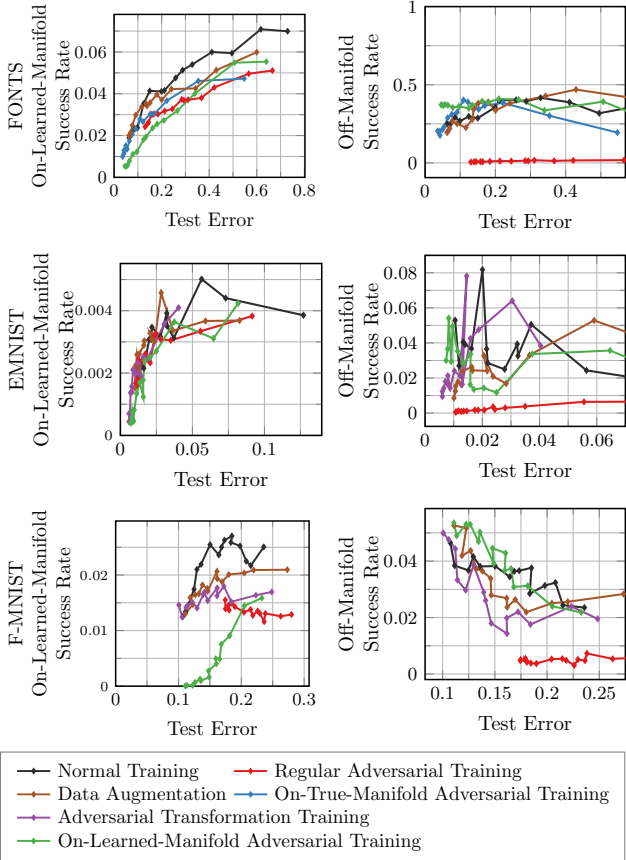 FONTS
On-Learned-Manifold
Success Rate
0.06
0.04
0.02
0
0 0.2 0.4 0.6 0.8
Test Error
Off-Manifold
Success Rate
1
0.5
0
0 0.2 0.4
Test Error
EMNIST
On-Learned-Manifold
Success Rate
0.004
0.002
0
0 0.05 0.1
Test Error
Off-Manifold
Success Rate
0.08
0.06
0.04
0.02
0
0 0.02 0.04 0.06
Test Error
F-MNIST
On-Learned-Manifold
Success Rate
0.02
0.01
0
0 0.1 0.2 0.3
Test Error
Off-Manifold
Success Rate
0.04
0.02
0
0.1 0.15 0.2 0.25
Test Error
Normal Training Regular Adversarial Training
Data Augmentation On-True-Manifold Adversarial Training
Adversarial Transformation Training
On-Learned-Manifold Adversarial Training